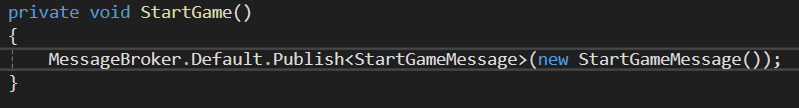 private void StartGame()
{
MessageBroker.Default.Publish<StartGameMessage>(new StartGameMessage());
}